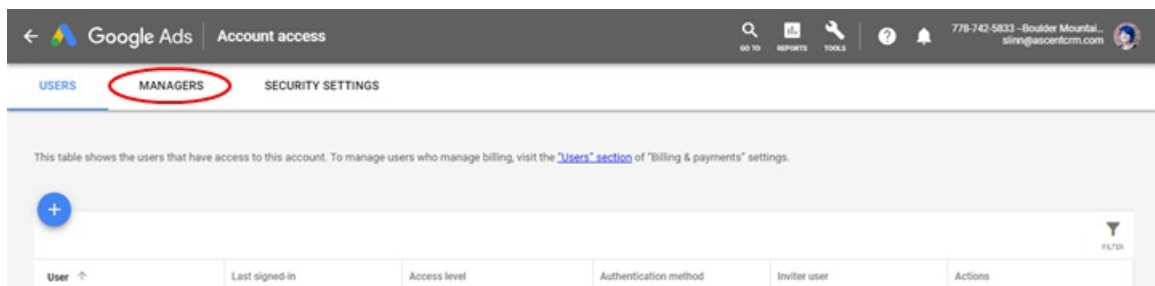 Google Ads Account access
GO TO
REPORTS
TOOLS
?
778-742-5833 –Boulder Mountai...
slinn@ascentcrm.com
USERS MANAGERS SECURITY SETTINGS
This table shows the users that have access to this account. To manage users who manage billing, visit the "Users" section of "Billing & payments" settings.
+
FILTER
User Last signed-in Access level Authentication method Inviter user Actions